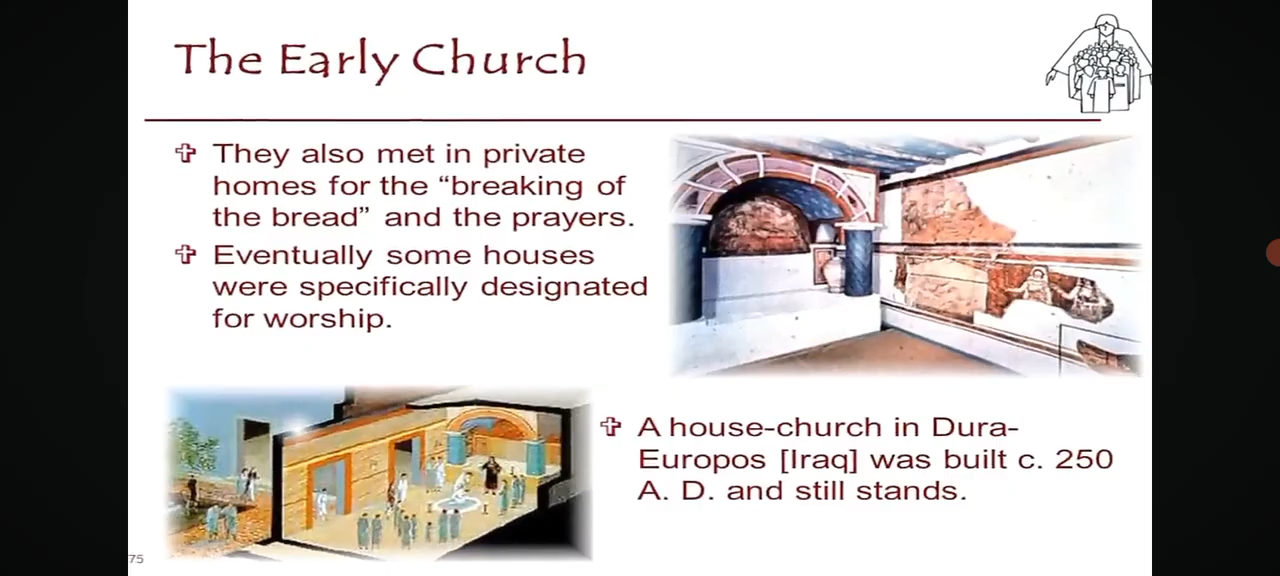 The Early Church
They also met in private
homes for the “breaking of
the bread” and the prayers.
Eventually some houses
were specifically designated
for worship.
A house-church in Dura-
Europos [Iraq] was built c. 250
A. D. and still stands.
75